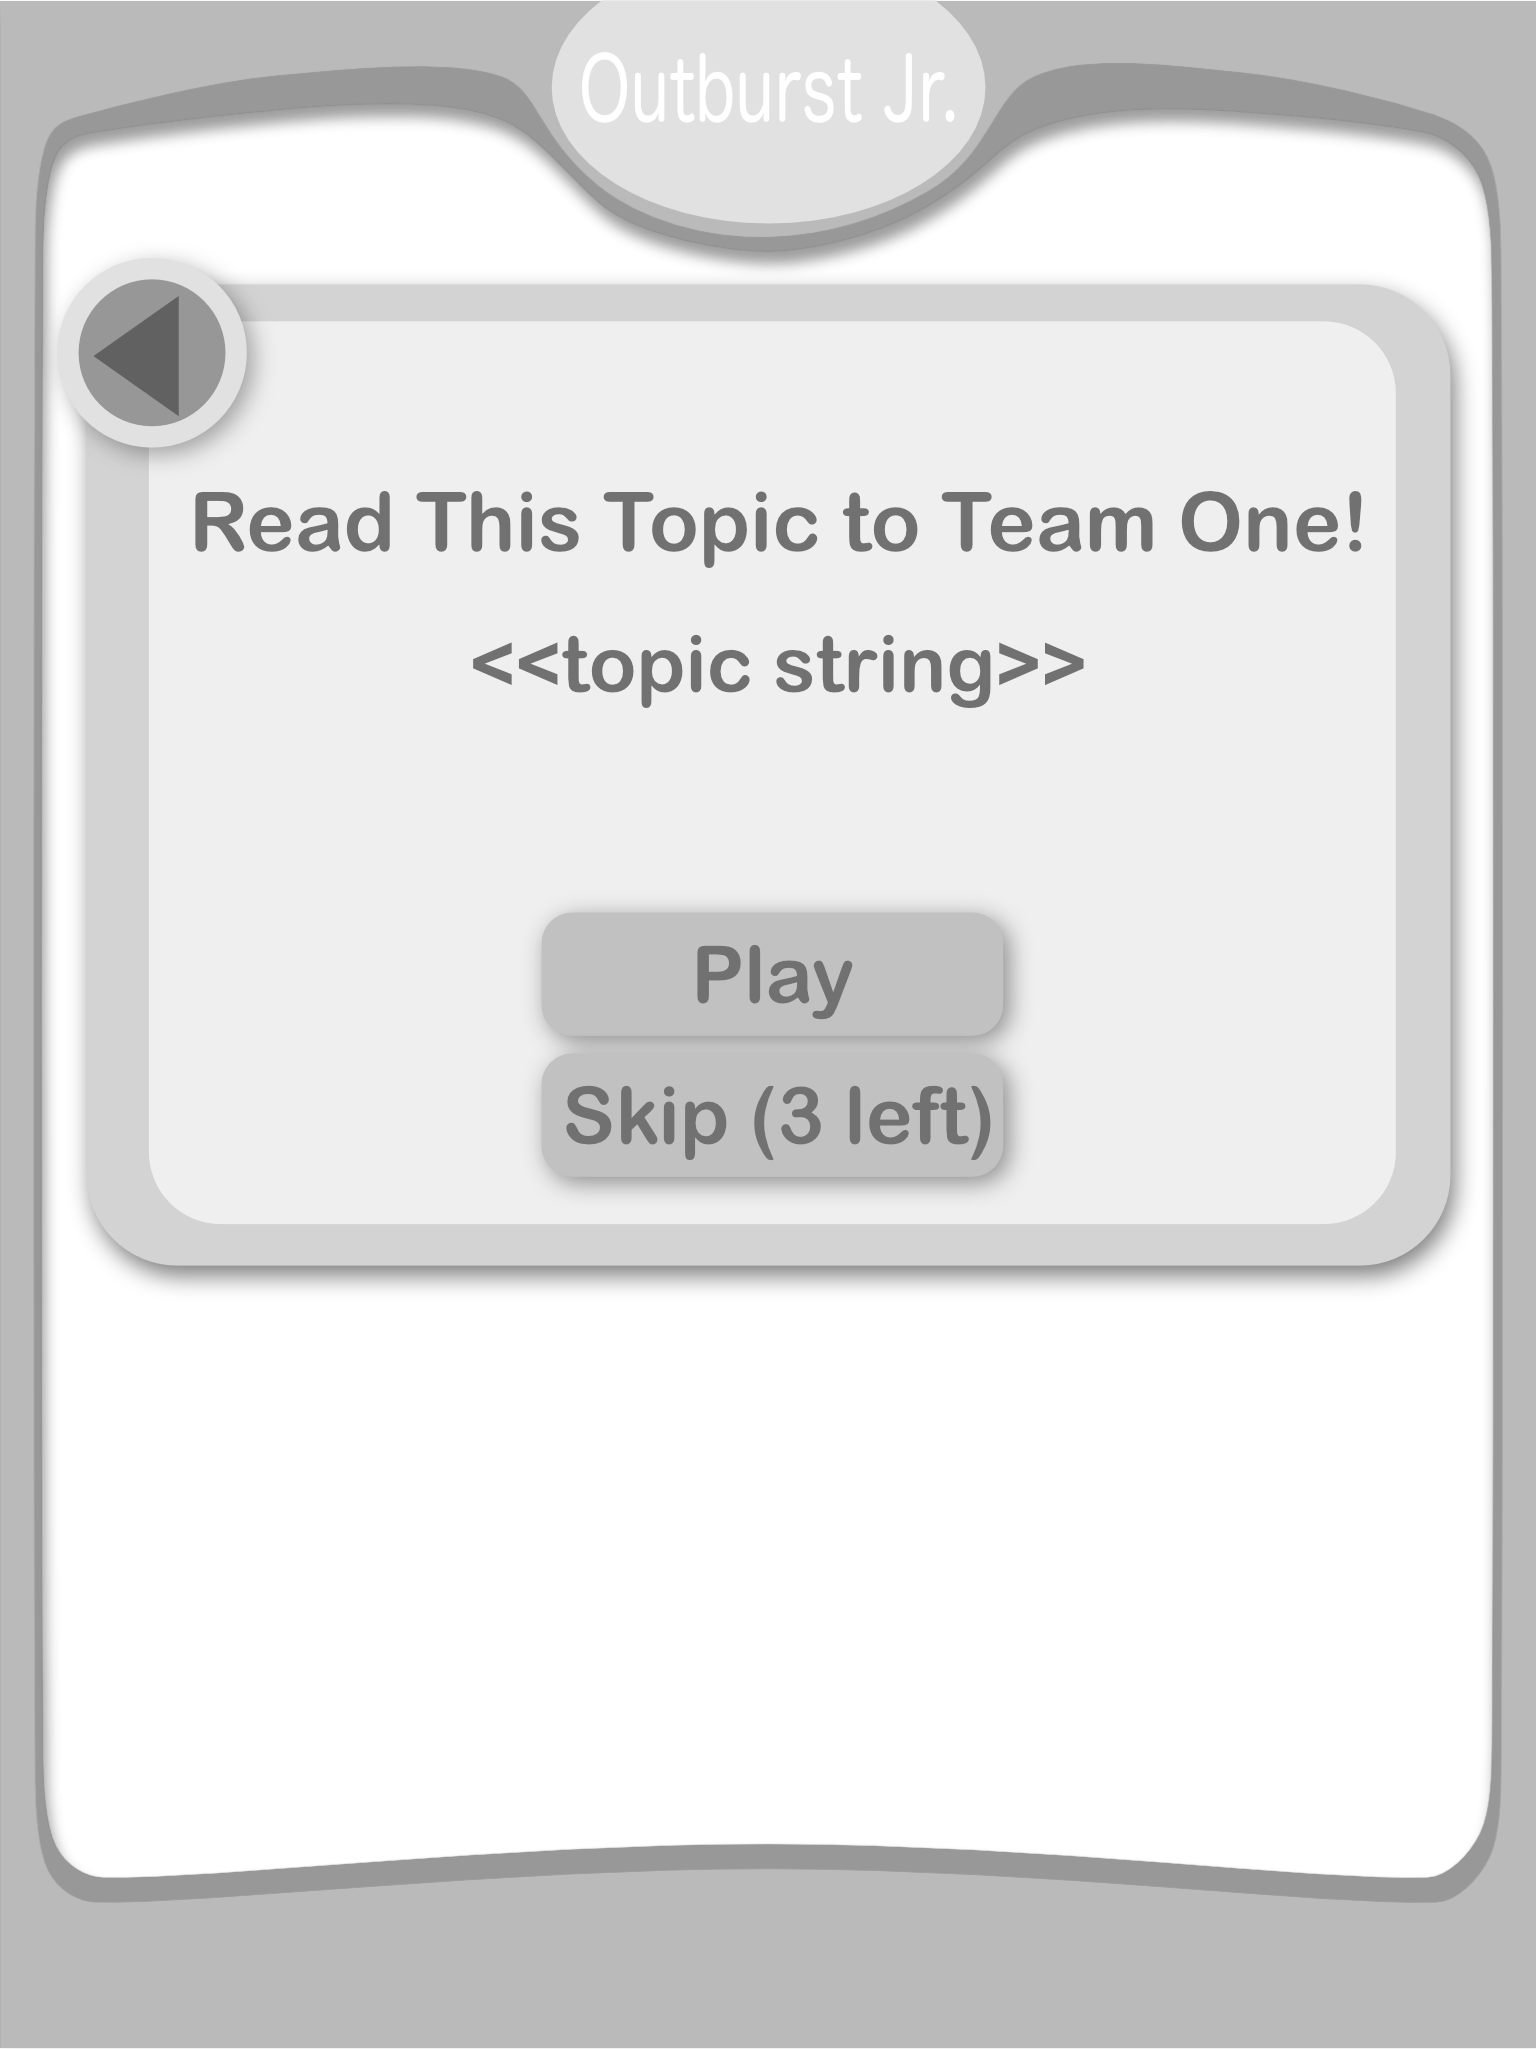 Outburst Jr.
Read This Topic to Team One!
<<topic string>>
Play
Skip (3 left)